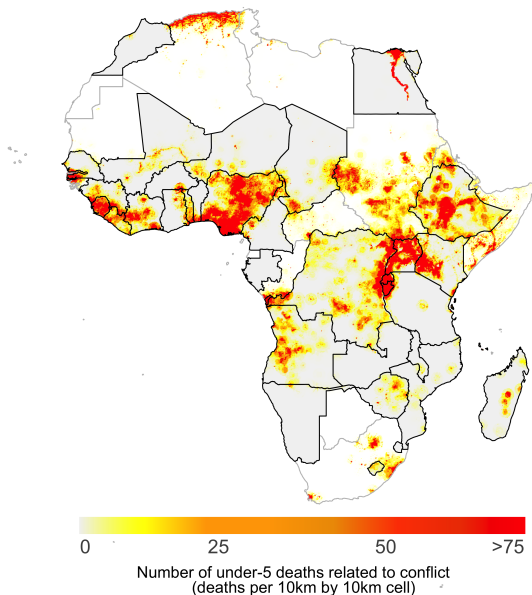 0 25 50 >75
Number of under-5 deaths related to conflict
(deaths per 10km by 10km cell)